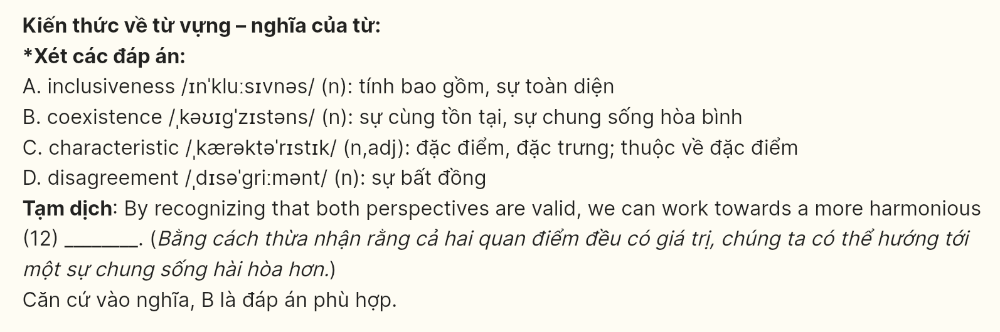 Kiến thức về từ vựng – nghĩa của từ:
*Xét các đáp án:
A. inclusiveness /ɪnˈkluːsɪvnəs/ (n): tính bao gồm, sự toàn diện
B. coexistence /ˌkəʊɪɡˈzɪstəns/ (n): sự cùng tồn tại, sự chung sống hòa bình
C. characteristic /ˌkærəktəˈrɪstɪk/ (n,adj): đặc điểm, đặc trưng; thuộc về đặc điểm
D. disagreement /ˌdɪsəˈɡriːmənt/ (n): sự bất đồng
Tạm dịch: By recognizing that both perspectives are valid, we can work towards a more harmonious
(12) ________. (Bằng cách thừa nhận rằng cả hai quan điểm đều có giá trị, chúng ta có thể hướng tới
một sự chung sống hài hòa hơn.)
Căn cứ vào nghĩa, B là đáp án phù hợp.